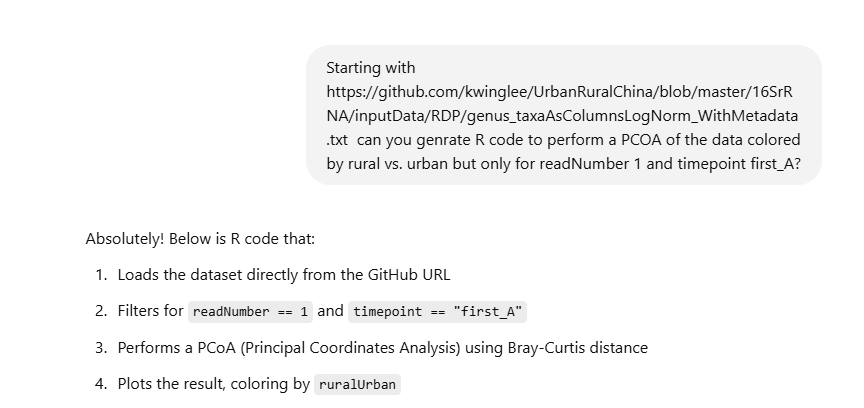 Starting with
https://github.com/kwinglee/UrbanRuralChina/blob/master/16SrR
NA/inputData/RDP/genus_taxaAsColumnsLogNorm_WithMetadata
.txt can you genrate R code to perform a PCOA of the data colored
by rural vs. urban but only for readNumber 1 and timepoint first_A?
Absolutely! Below is R code that:
1. Loads the dataset directly from the GitHub URL
2. Filters for readNumber == 1 and timepoint == "first_A"
3. Performs a PCoA (Principal Coordinates Analysis) using Bray-Curtis distance
4. Plots the result, coloring by ruralUrban